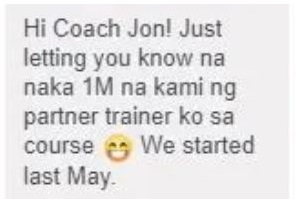 Hi Coach Jon! Just
letting you know na
naka 1M na kami ng
partner trainer ko sa
course 😁 We started
last May.